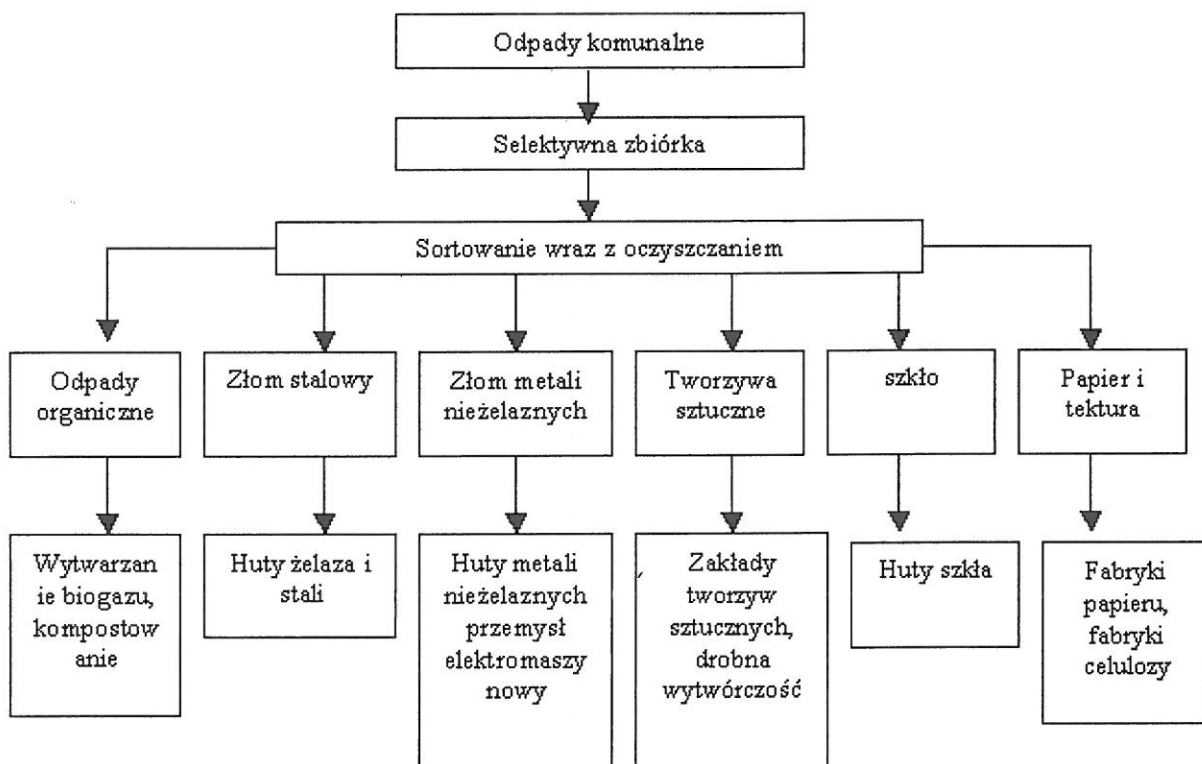 Odpady komunalne
Selektywna zbiórka
Sortowanie wraz z oczyszczaniem
Odpady
organiczne
Złom stalowy
Złom metali
nieżelaznych
Tworzywa
sztuczne
szkło
Papier i
tektura
Wytwarzan
ie biogazu,
kompostow
anie
Huty żelaza i
stali
Huty metali
nieżelaznych
przemysł
elektromaszy
nowy
Zakłady
tworzyw
sztucznych,
drobna
wytwórczość
Huty szkła
Fabryki
papieru,
fabryki
celulozy